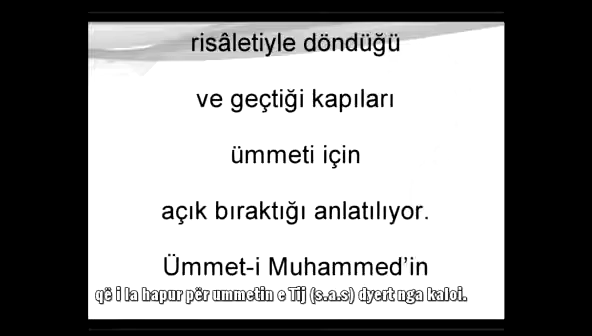 risâletiyle döndüğü
ve geçtiği kapıları
ümmeti için
açık bıraktığı anlatılıyor.
Ümmet-i Muhammed’in
që i la hapur për ummetin e Tij (s.a.s) dyert nga kaloi.